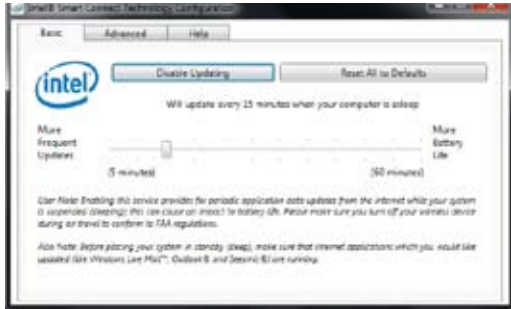 Intel® Smart Connect Technology Configuration
Basic Advanced Help
intel
Disable Updating Reset All to Defaults
Will update every 15 minutes when your computer is asleep
More Frequent Updates
More Battery Life
(5 minutes) (60 minutes)
User Note: Enabling this service provides for periodic application data updates from the internet while your system
is suspended (sleeping); this can cause an impact to battery life. Please make sure you turn off your wireless device
during air travel to conform to FAA regulations.
Also Note: Before placing your system in standby (sleep), make sure that internet applications which you would like
updated (like Windows Live Mail™, Outlook® and Seesmic®) are running.